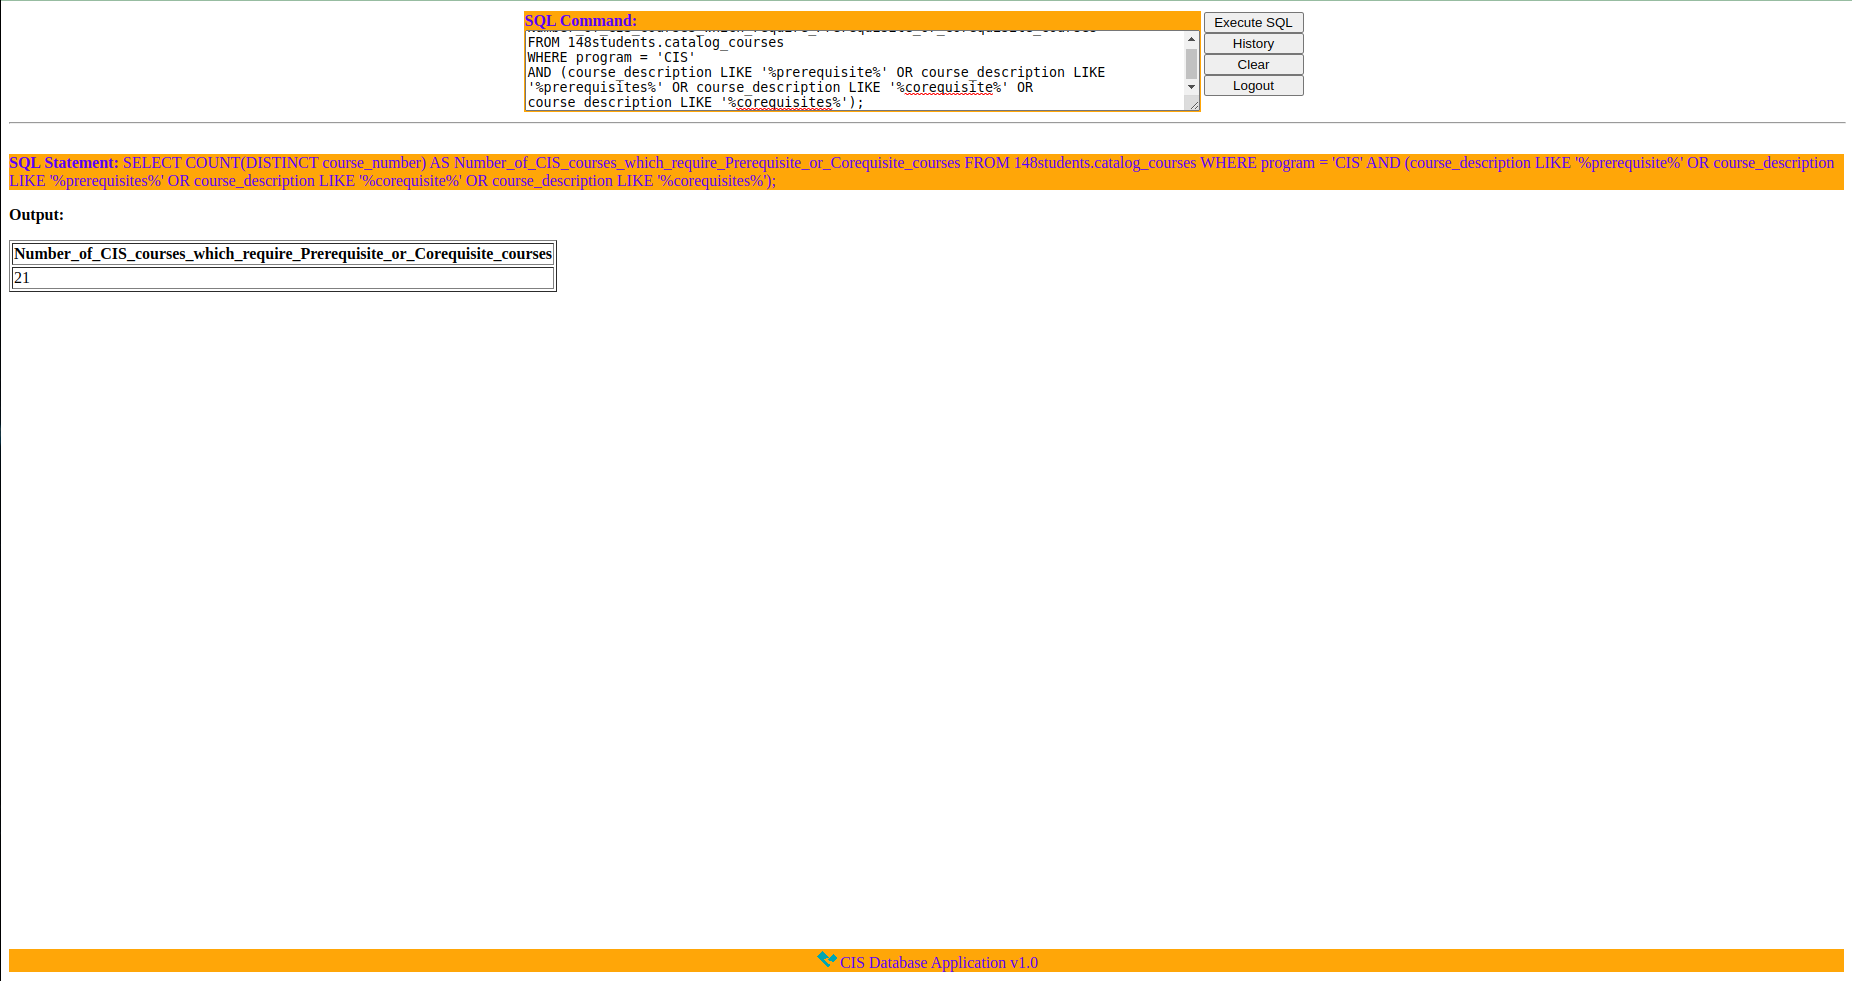 SQL Command:
Number_of_CIS_courses_which_require_Prerequisite_or_Corequisite_courses
FROM 148students.catalog_courses
WHERE program = 'CIS'
AND (course_description LIKE '%prerequisite%' OR course_description LIKE
'%prerequisites%' OR course_description LIKE '%corequisite%' OR
course_description LIKE '%corequisites%');
Execute SQL
History
Clear
Logout
SQL Statement: SELECT COUNT(DISTINCT course_number) AS Number_of_CIS_courses_which_require_Prerequisite_or_Corequisite_courses FROM 148students.catalog_courses WHERE program = 'CIS' AND (course_description LIKE '%prerequisite%' OR course_description
LIKE '%prerequisites%' OR course_description LIKE '%corequisite%' OR course_description LIKE '%corequisites%');
Output:
Number_of_CIS_courses_which_require_Prerequisite_or_Corequisite_courses
21
CIS Database Application v1.0